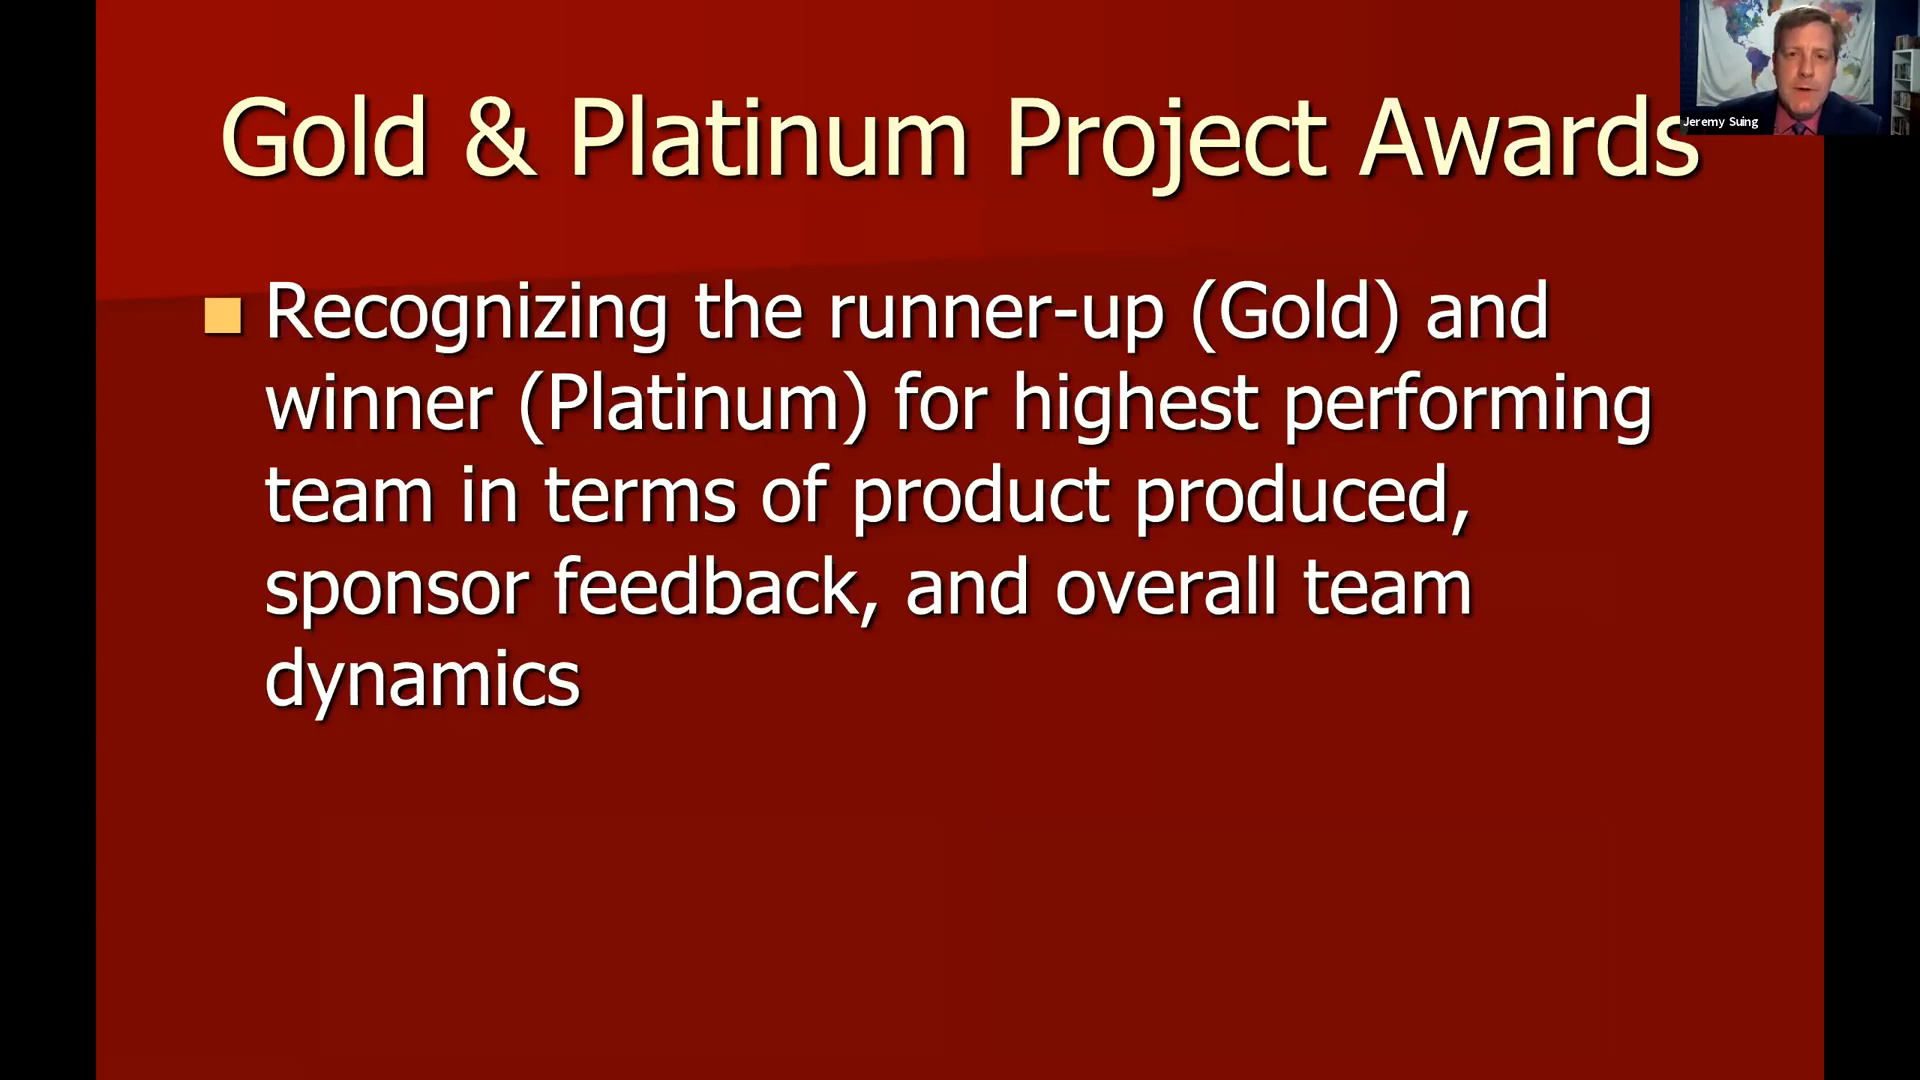 Gold & Platinum Project Awards
Jeremy Suing
Recognizing the runner-up (Gold) and
winner (Platinum) for highest performing
team in terms of product produced,
sponsor feedback, and overall team
dynamics